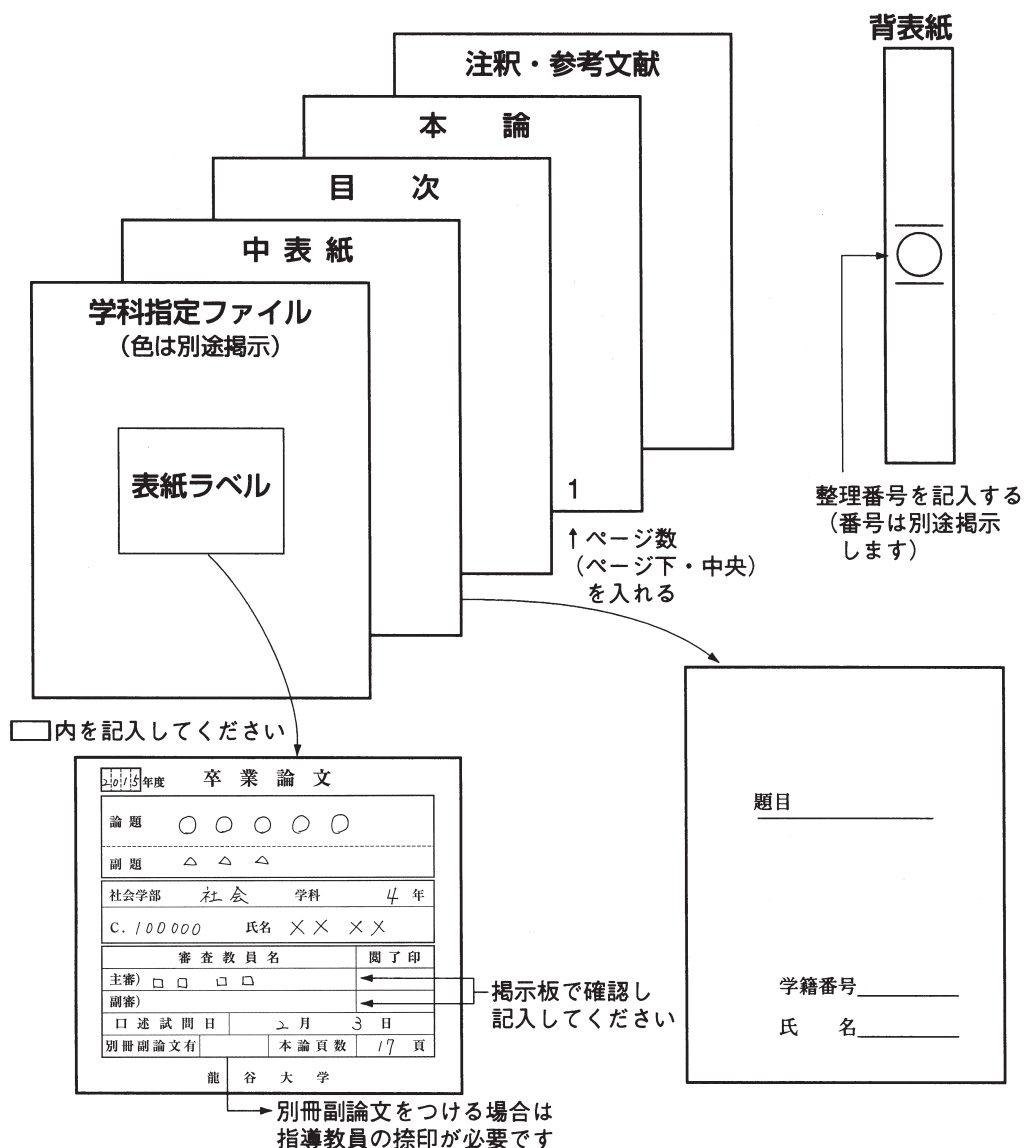 背表紙
注釈・参考文献
本　論
目　次
中表紙
学科指定ファイル
（色は別途掲示）
表紙ラベル
1
↑ページ数
（ページ下・中央）
を入れる
整理番号を記入する
（番号は別途掲示
します）
内を記入してください
2015年度 卒業論文
論題 ○○○○○
副題 △△△
社会学部 社会 学科 4年
C. 100000 氏名 ×× ××
審査教員名 閲了印
主審）□□ □□
副審）
口述試問日 2月 3日
別冊副論文有 本論頁数 17頁
龍谷大学
掲示板で確認し
記入してください
別冊副論文をつける場合は
指導教員の捺印が必要です
題目
学籍番号
氏　名